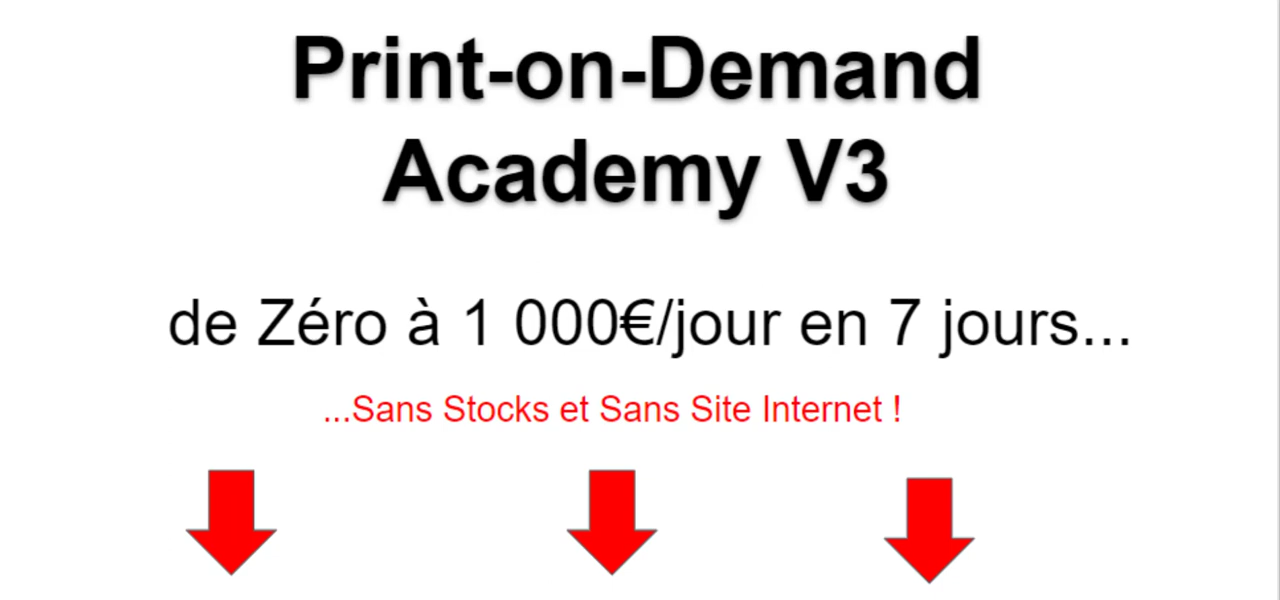 Print-on-Demand
Academy V3
de Zéro à 1 000€/jour en 7 jours...
...Sans Stocks et Sans Site Internet !